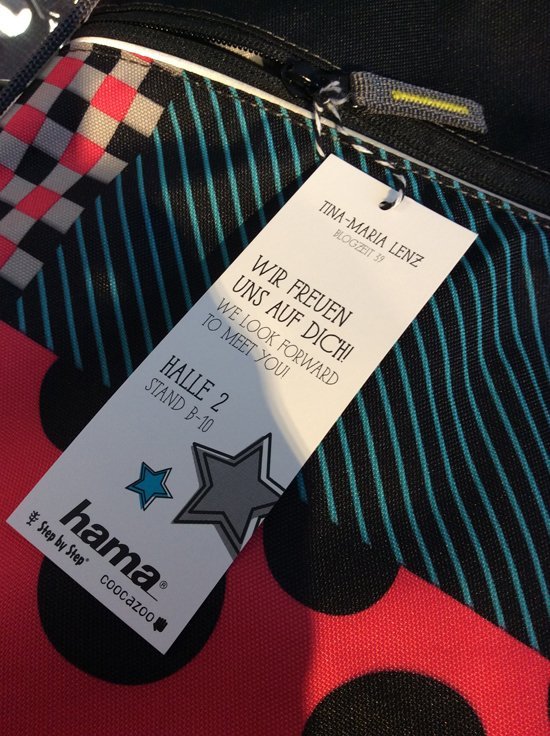 TINA-MARIA LENZ
BLOGZEIT 39
WIR FREUEN
UNS AUF DICH!
WE LOOK FORWARD
TO MEET YOU!
HALLE 2
STAND B-10
hama®
Step by Step®
coocazoo